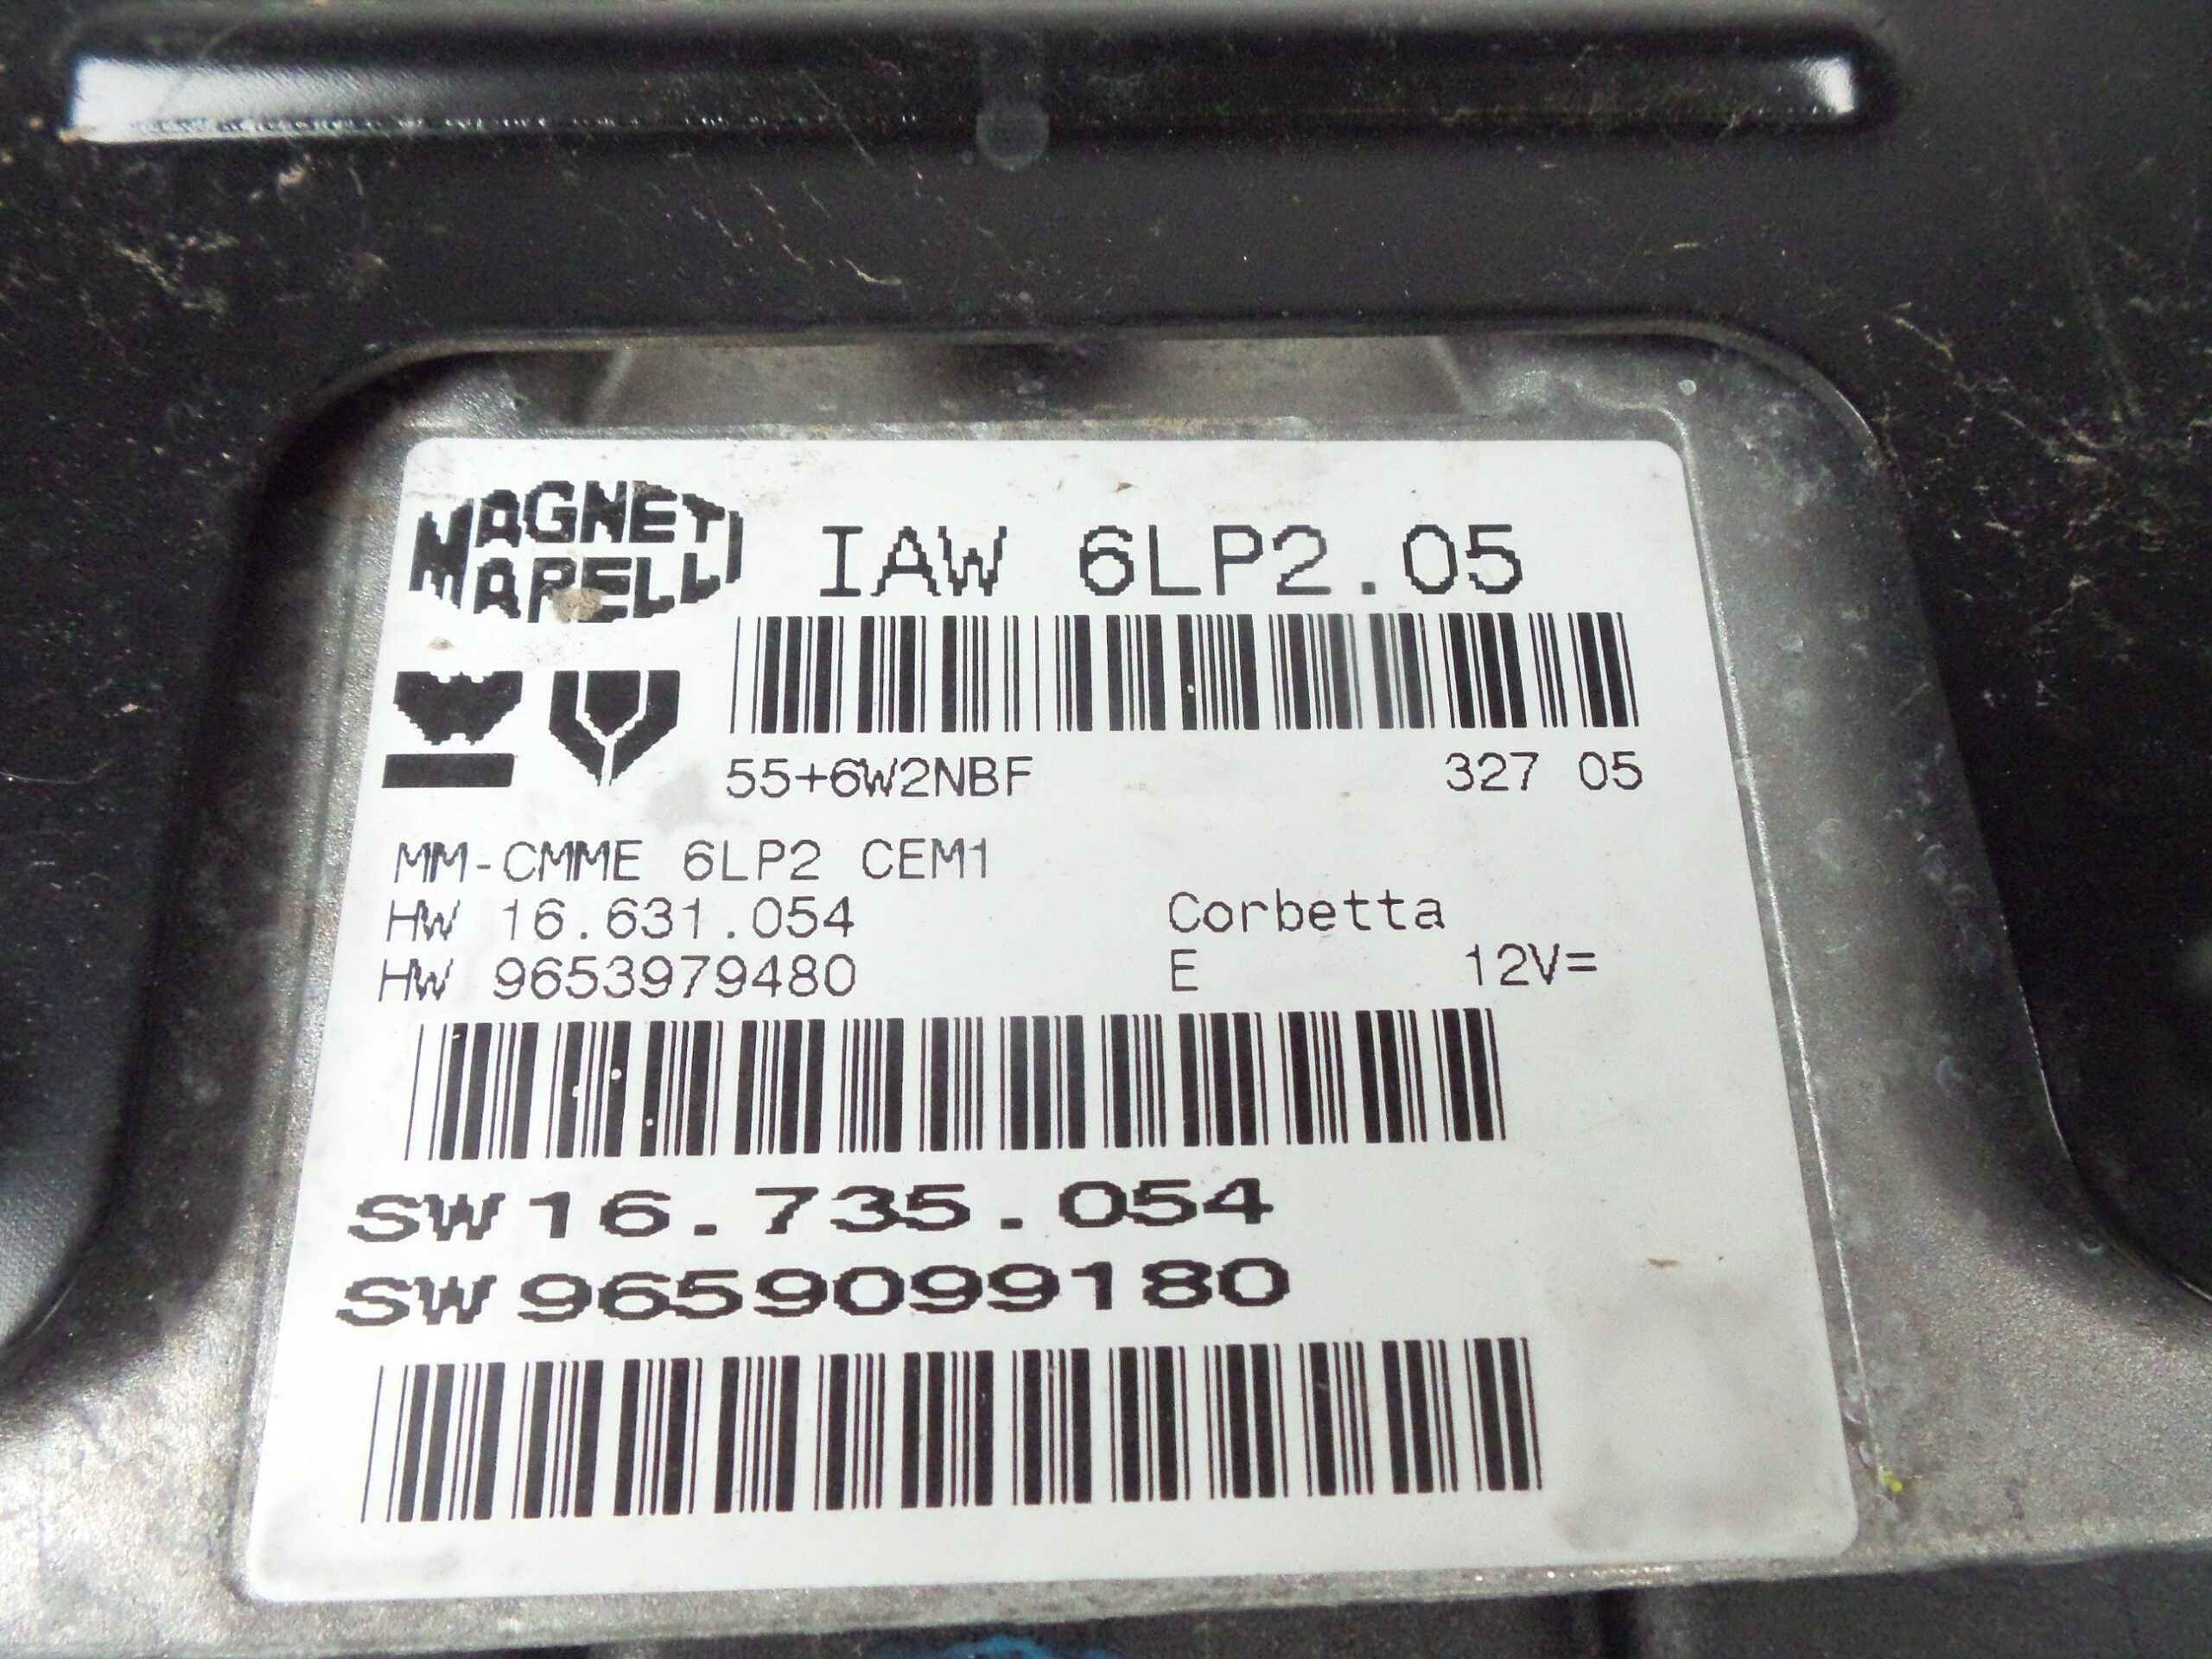 MAGNETI
MARELLI
IAW 6LP2.05
55+6W2NBF 327 05
MM-CMME 6LP2 CEM1
HW 16.631.054 Corbetta
HW 9653979480 E 12V=
SW16.735.054
SW9659099180